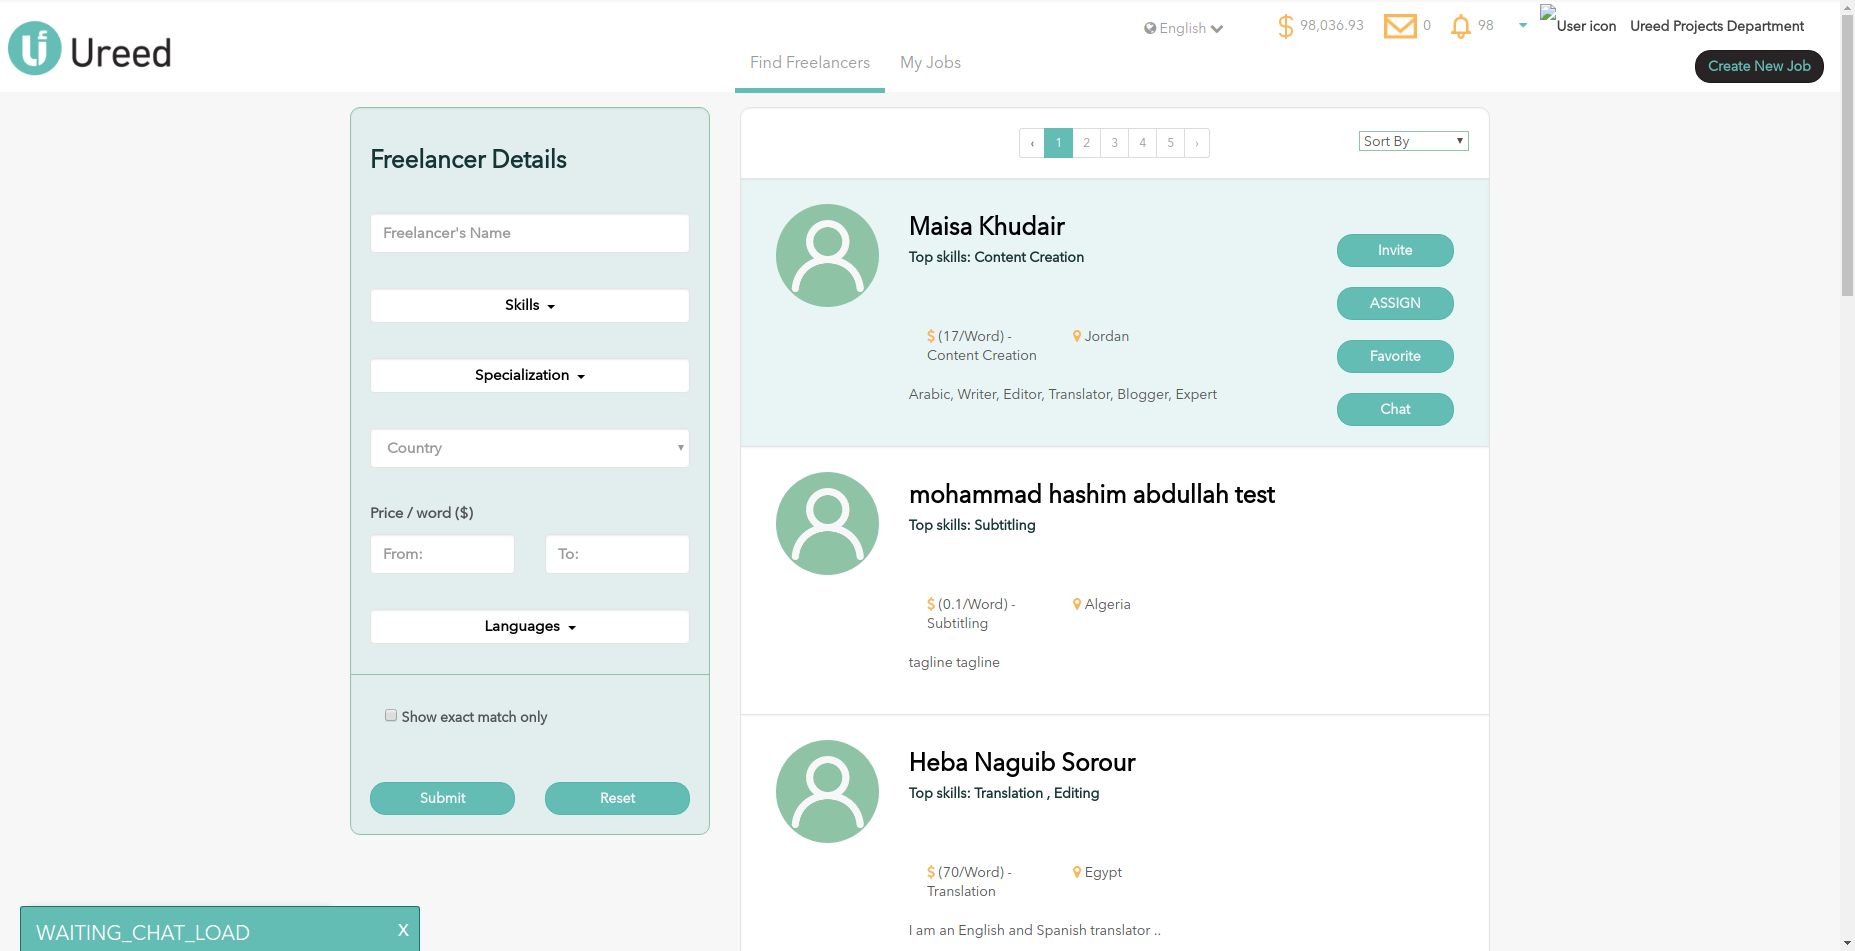 Ureed
English
98,036.93
0
98
User icon
Ureed Projects Department
Find Freelancers
My Jobs
Create New Job
Freelancer Details
Freelancer's Name
Skills
Specialization
Country
Price / word ($)
From:
To:
Languages
Show exact match only
Submit
Reset
‹ 1 2 3 4 5 ›
Sort By
Maisa Khudair
Top skills: Content Creation
$ (17/Word) -
Content Creation
Jordan
Arabic, Writer, Editor, Translator, Blogger, Expert
Invite
ASSIGN
Favorite
Chat
mohammad hashim abdullah test
Top skills: Subtitling
$ (0.1/Word) -
Subtitling
Algeria
tagline tagline
Heba Naguib Sorour
Top skills: Translation , Editing
$ (70/Word) -
Translation
Egypt
I am an English and Spanish translator ..
WAITING_CHAT_LOAD
X